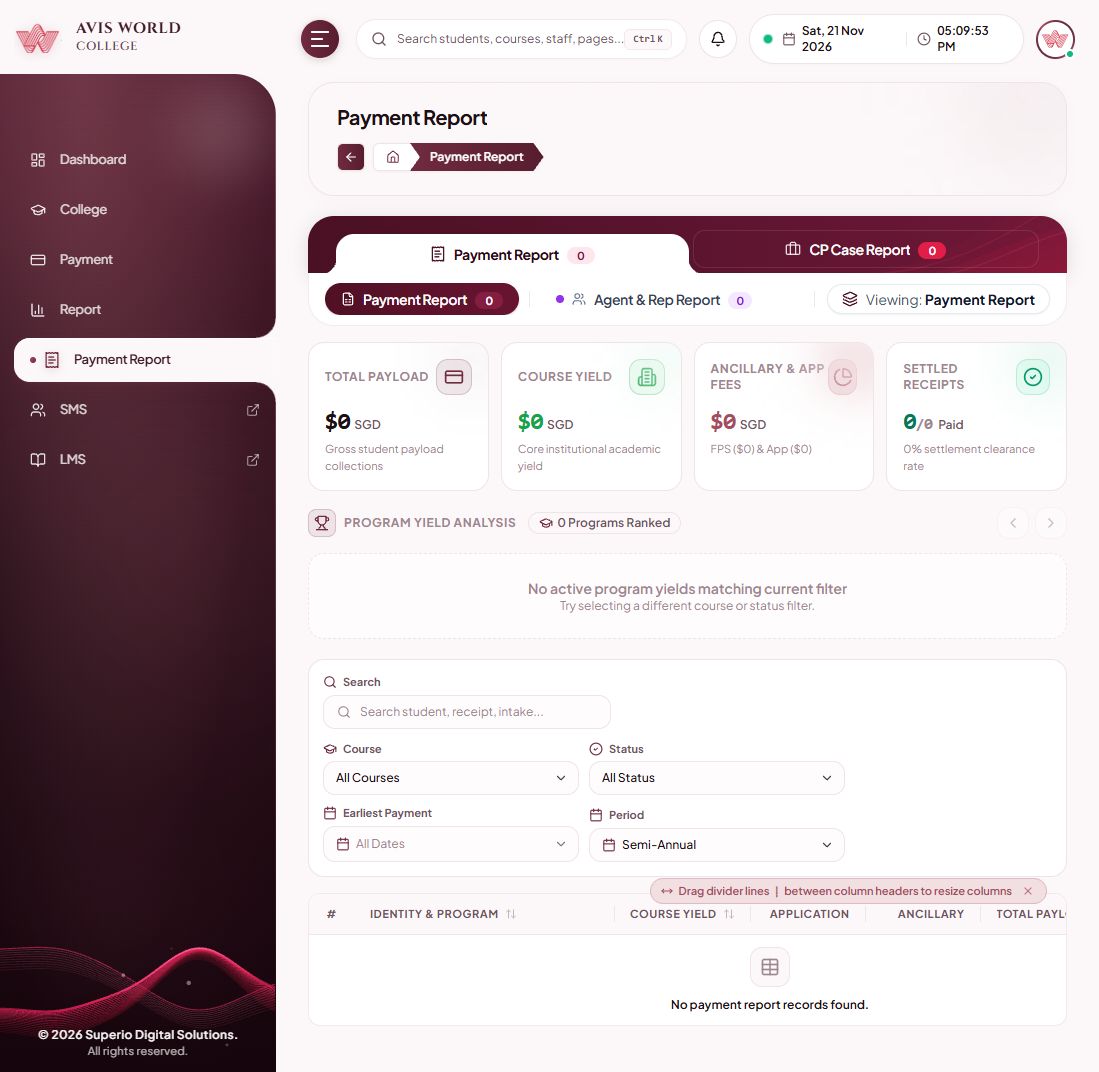 AVIS WORLD
COLLEGE
Search students, courses, staff, pages...
Ctrl K
Sat, 21 Nov
2026
05:09:53
PM
Dashboard
College
Payment
Report
Payment Report
SMS
LMS
© 2026 Superio Digital Solutions.
All rights reserved.
Payment Report
Payment Report
Payment Report 0
CP Case Report 0
Payment Report 0
Agent & Rep Report 0
Viewing: Payment Report
TOTAL PAYLOAD
$0 SGD
Gross student payload
collections
COURSE YIELD
$0 SGD
Core institutional academic
yield
ANCILLARY & APP
FEES
$0 SGD
FPS ($0) & App ($0)
SETTLED
RECEIPTS
0/0 Paid
0% settlement clearance
rate
PROGRAM YIELD ANALYSIS
0 Programs Ranked
No active program yields matching current filter
Try selecting a different course or status filter.
Search
Search student, receipt, intake...
Course
All Courses
Status
All Status
Earliest Payment
All Dates
Period
Semi-Annual
Drag divider lines | between column headers to resize columns
# IDENTITY & PROGRAM COURSE YIELD APPLICATION ANCILLARY TOTAL PAYL
No payment report records found.